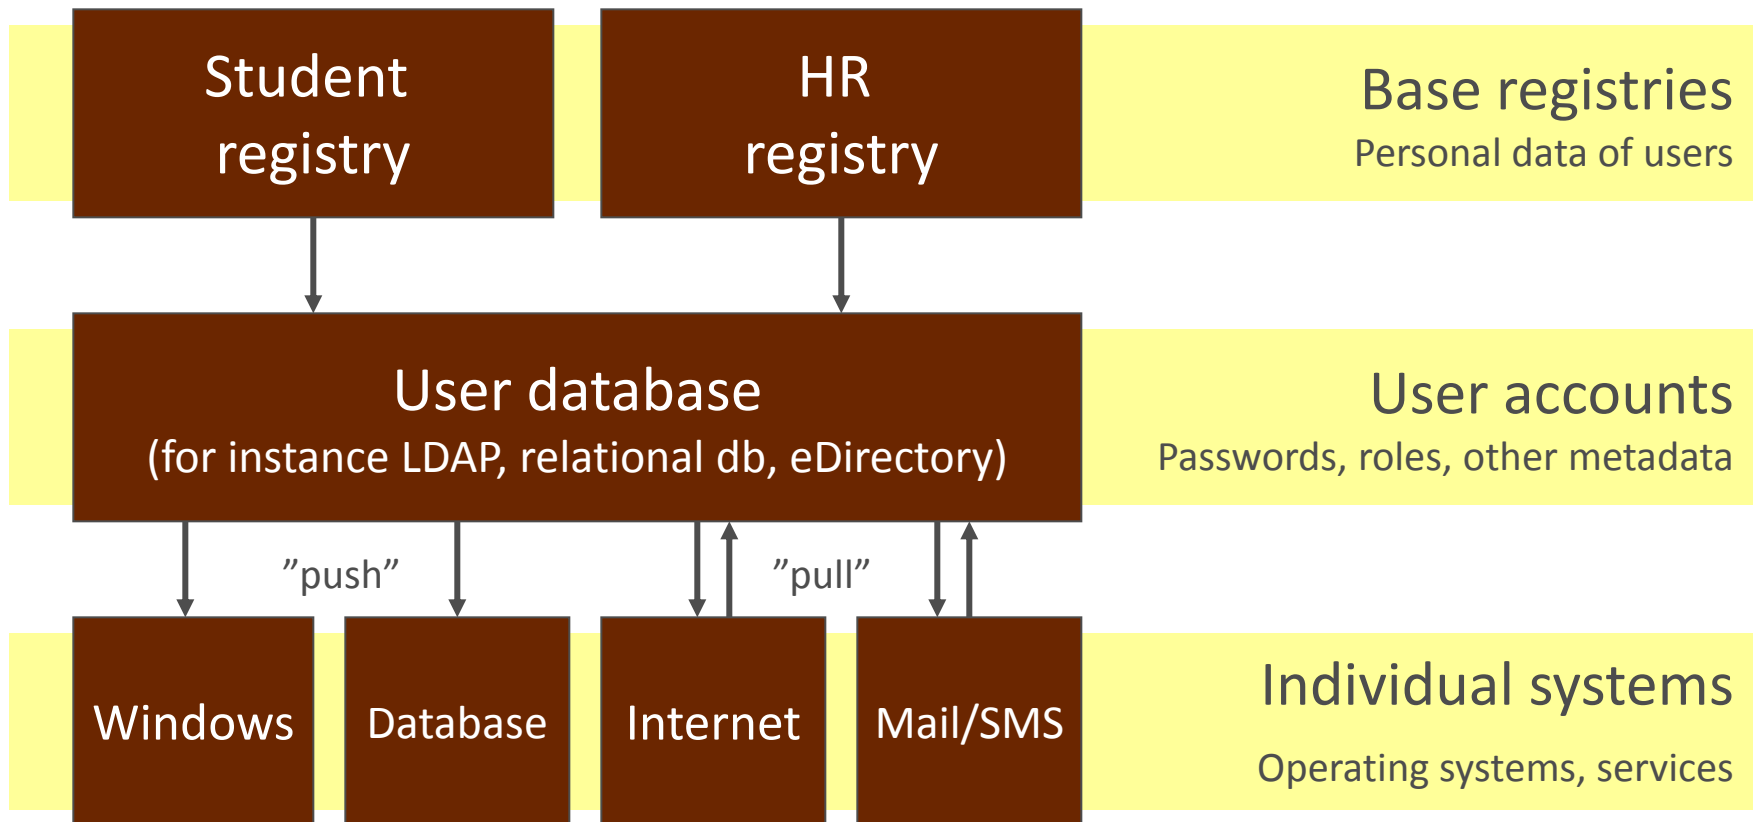 Student
registry
HR
registry
Base registries
Personal data of users
User database
(for instance LDAP, relational db, eDirectory)
User accounts
Passwords, roles, other metadata
”push”
”pull”
Windows
Database
Internet
Mail/SMS
Individual systems
Operating systems, services